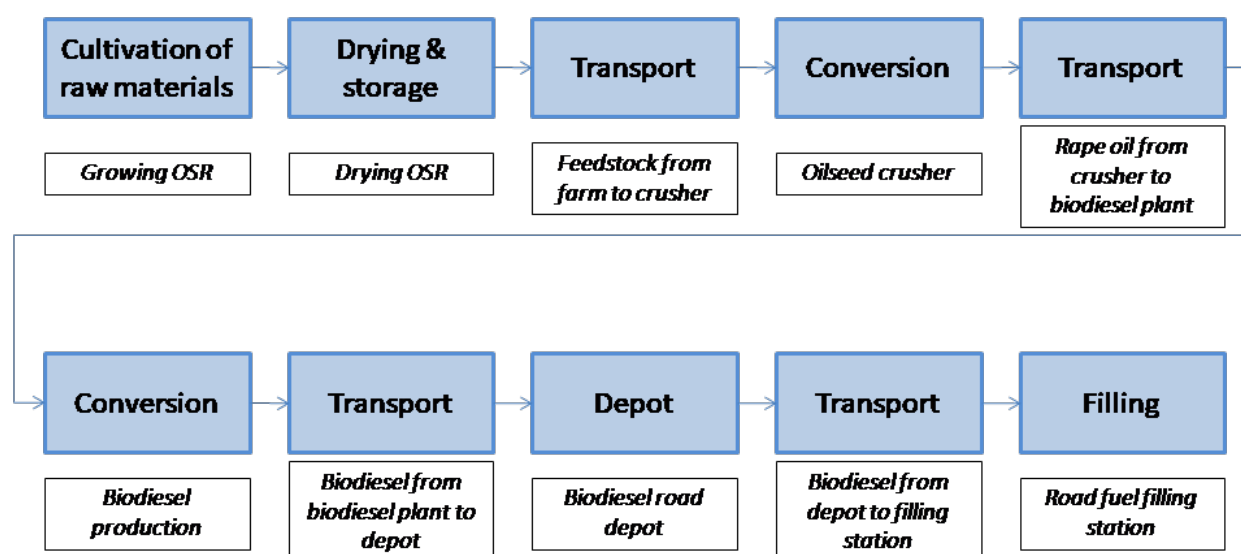 Cultivation of
raw materials
Drying &
storage
Transport
Conversion
Transport
Growing OSR
Drying OSR
Feedstock from
farm to crusher
Oilseed crusher
Rape oil from
crusher to
biodiesel plant
Conversion
Transport
Depot
Transport
Filling
Biodiesel
production
Biodiesel from
biodiesel plant to
depot
Biodiesel road
depot
Biodiesel from
depot to filling
station
Road fuel filling
station